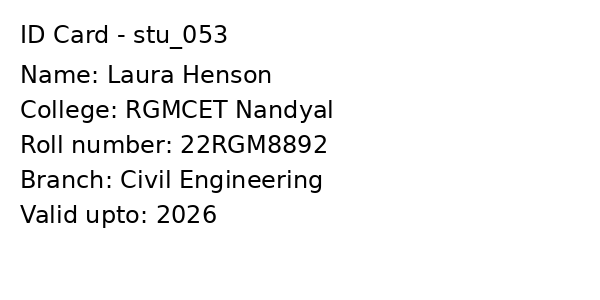 ID Card - stu_053
Name: Laura Henson
College: RGMCET Nandyal
Roll number: 22RGM8892
Branch: Civil Engineering
Valid upto: 2026